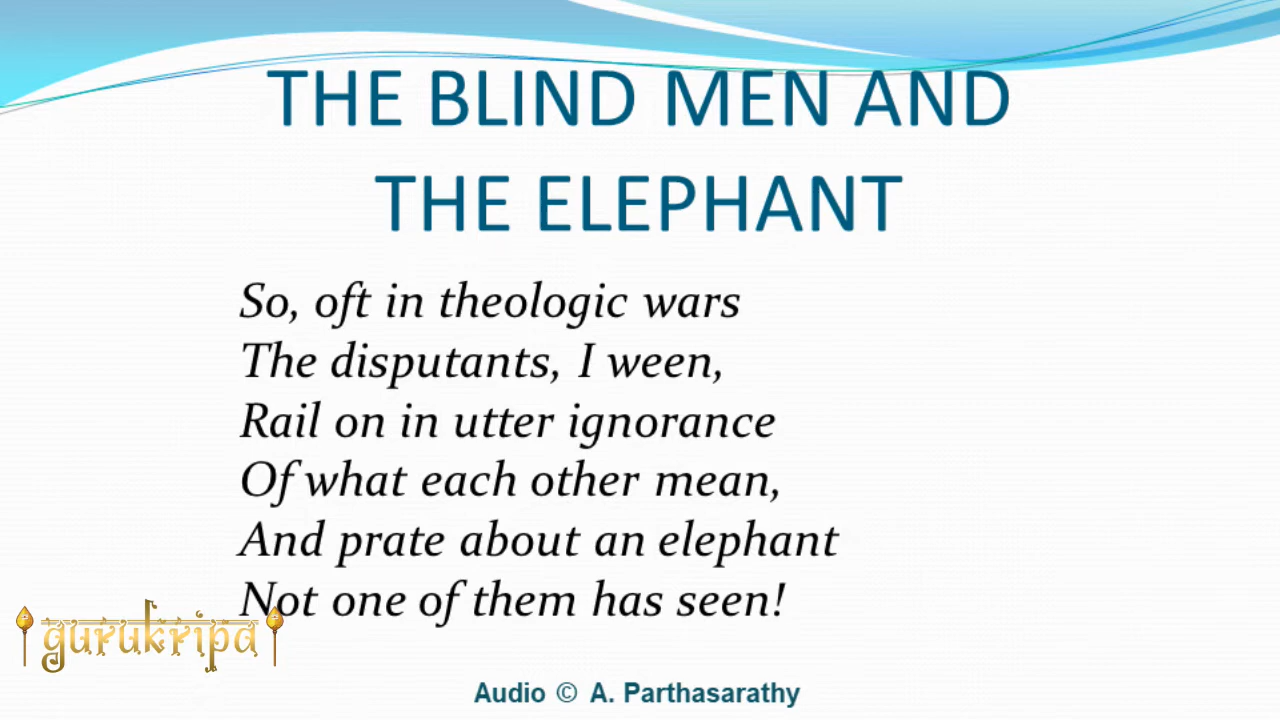 THE BLIND MEN AND
THE ELEPHANT
So, oft in theologic wars
The disputants, I ween,
Rail on in utter ignorance
Of what each other mean,
And prate about an elephant
Not one of them has seen!
gurukripa
Audio © A. Parthasarathy